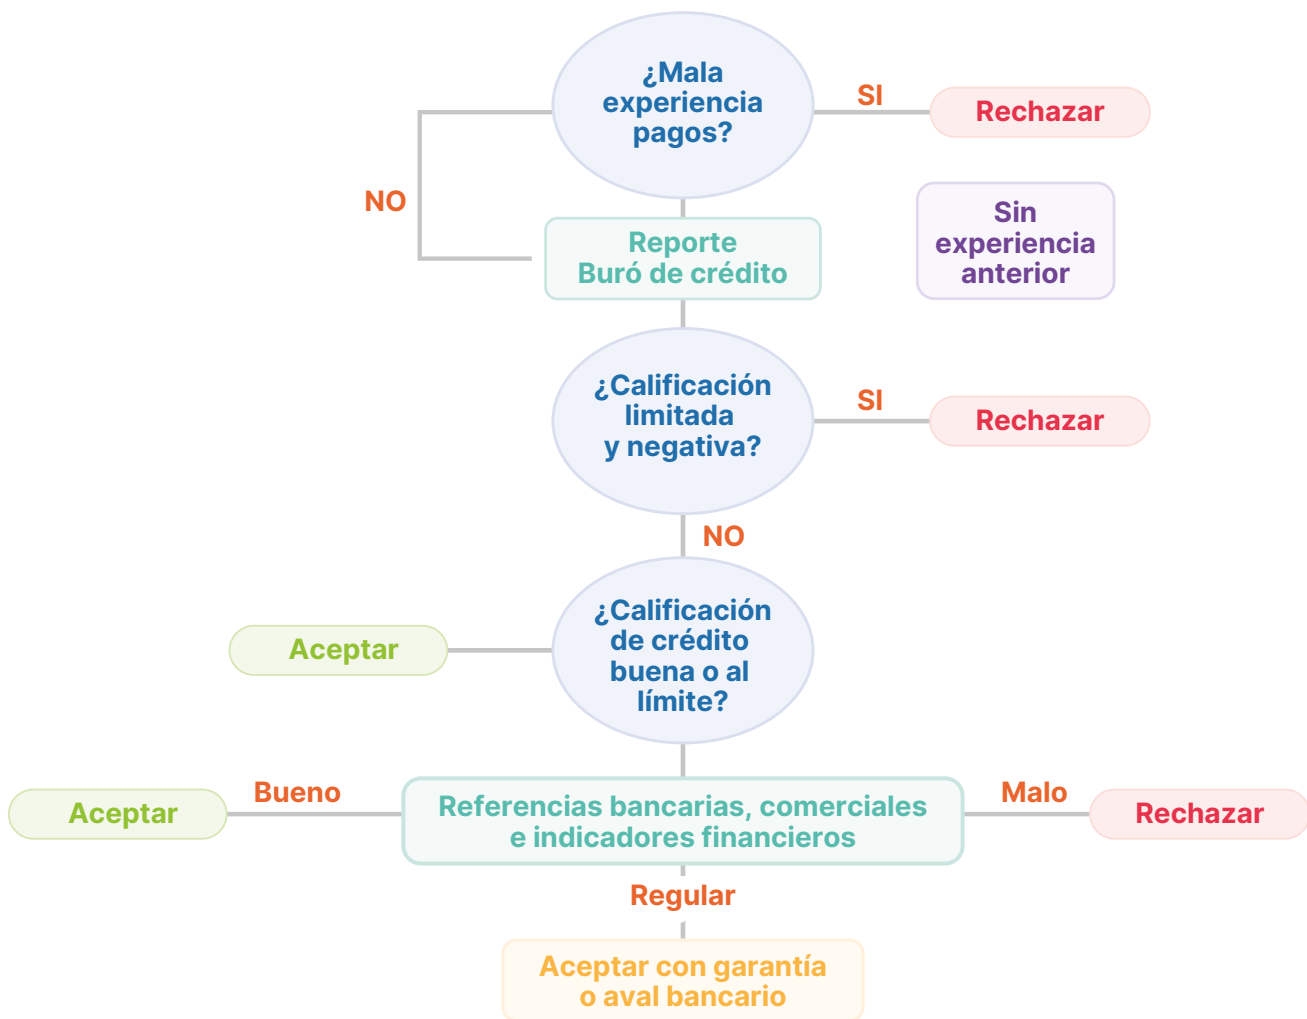 ¿Mala
experiencia
pagos?
SI
Rechazar
NO
Sin
experiencia
anterior
Reporte
Buró de crédito
¿Calificación
limitada
y negativa?
SI
Rechazar
NO
¿Calificación
de crédito
buena o al
límite?
Aceptar
Aceptar
Bueno
Referencias bancarias, comerciales
e indicadores financieros
Malo
Rechazar
Regular
Aceptar con garantía
o aval bancario